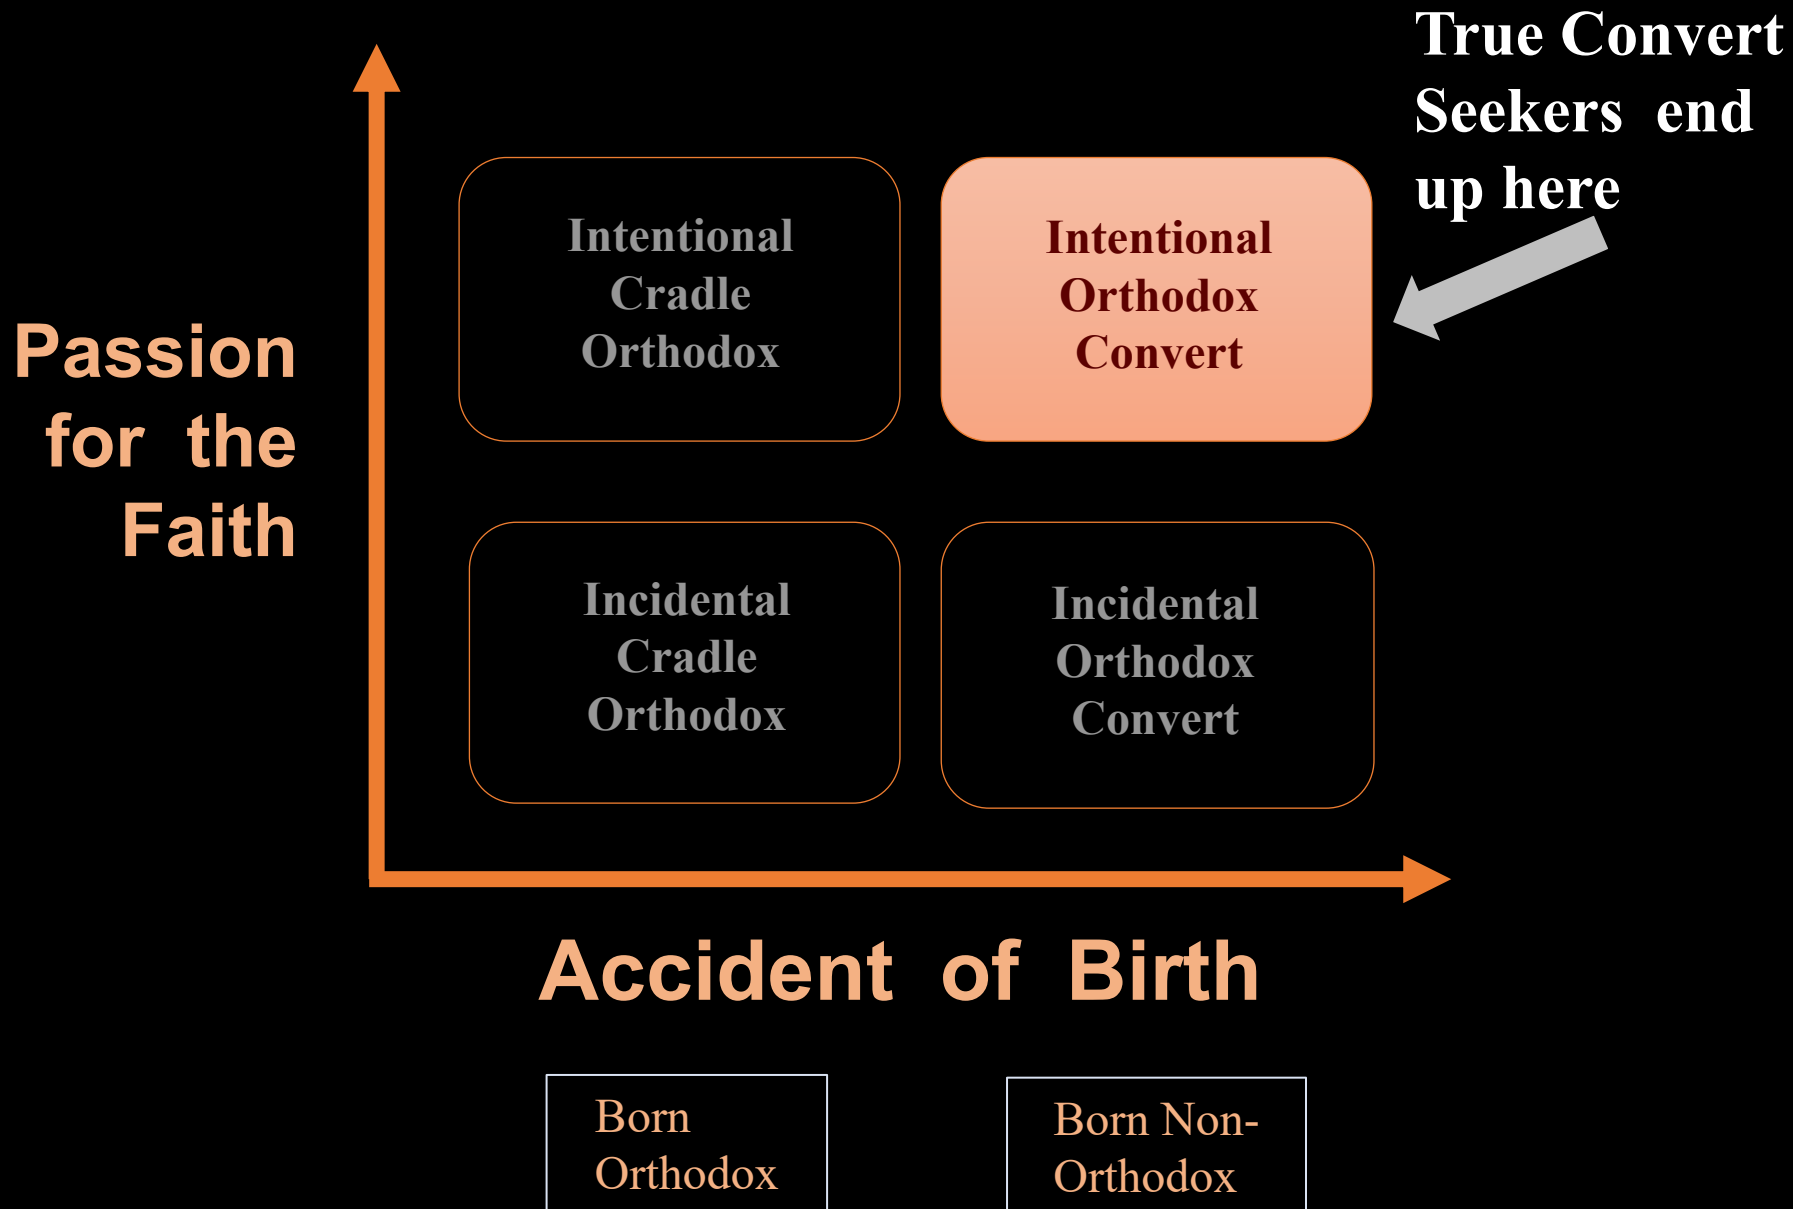 True Convert
Seekers end
up here
Intentional
Cradle
Orthodox
Intentional
Orthodox
Convert
Passion
for the
Faith
Incidental
Cradle
Orthodox
Incidental
Orthodox
Convert
Accident of Birth
Born
Orthodox
Born Non-
Orthodox